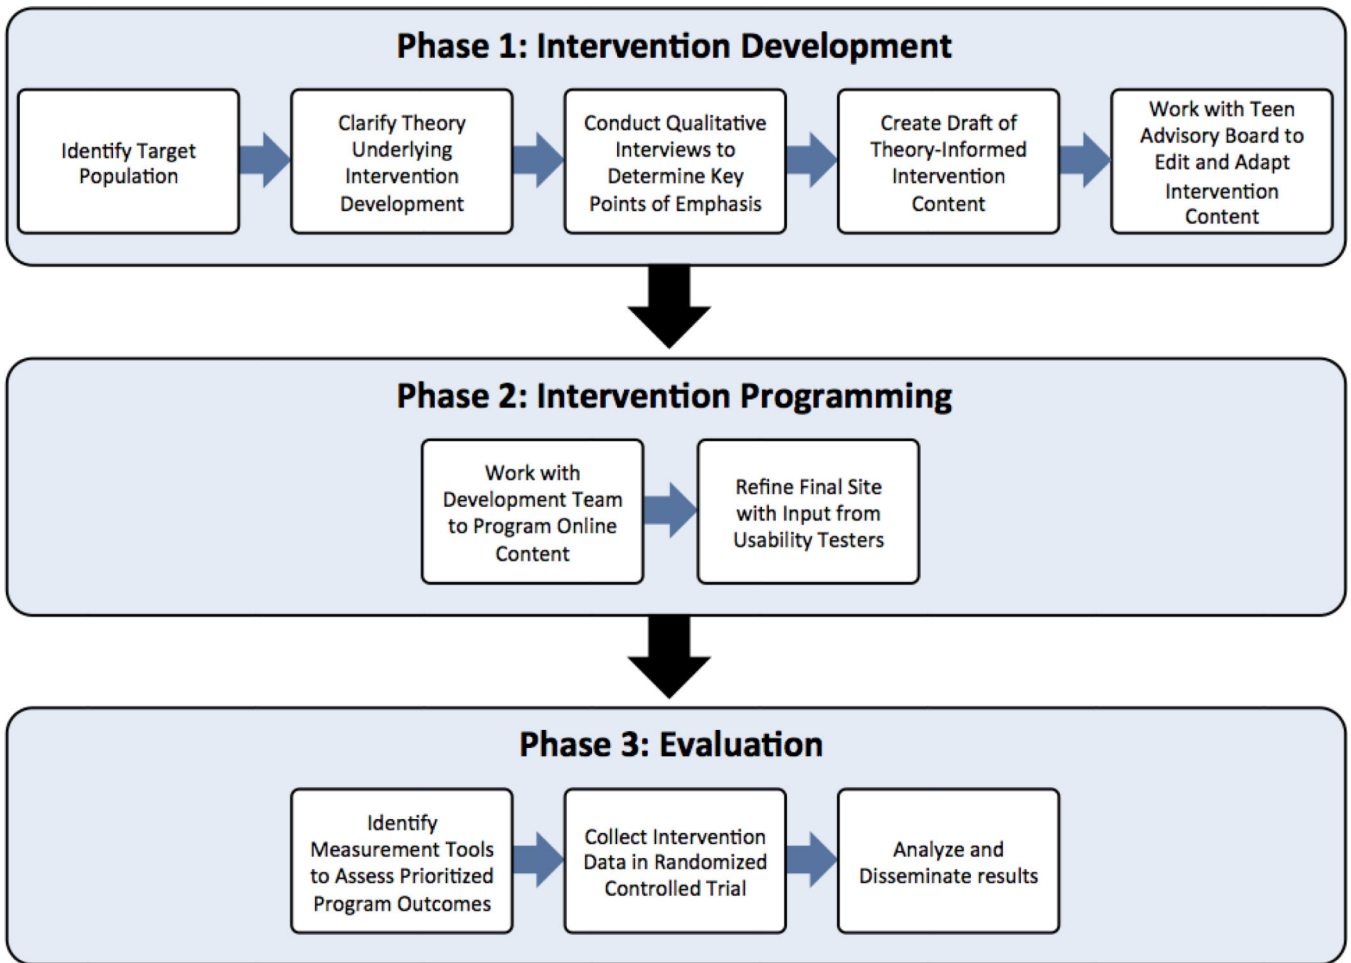 Phase 1: Intervention Development
Identify Target
Population
Clarify Theory
Underlying
Intervention
Development
Conduct Qualitative
Interviews to
Determine Key
Points of Emphasis
Create Draft of
Theory-Informed
Intervention
Content
Work with Teen
Advisory Board to
Edit and Adapt
Intervention
Content
Phase 2: Intervention Programming
Work with
Development Team
to Program Online
Content
Refine Final Site
with Input from
Usability Testers
Phase 3: Evaluation
Identify
Measurement Tools
to Assess Prioritized
Program Outcomes
Collect Intervention
Data in Randomized
Controlled Trial
Analyze and
Disseminate results